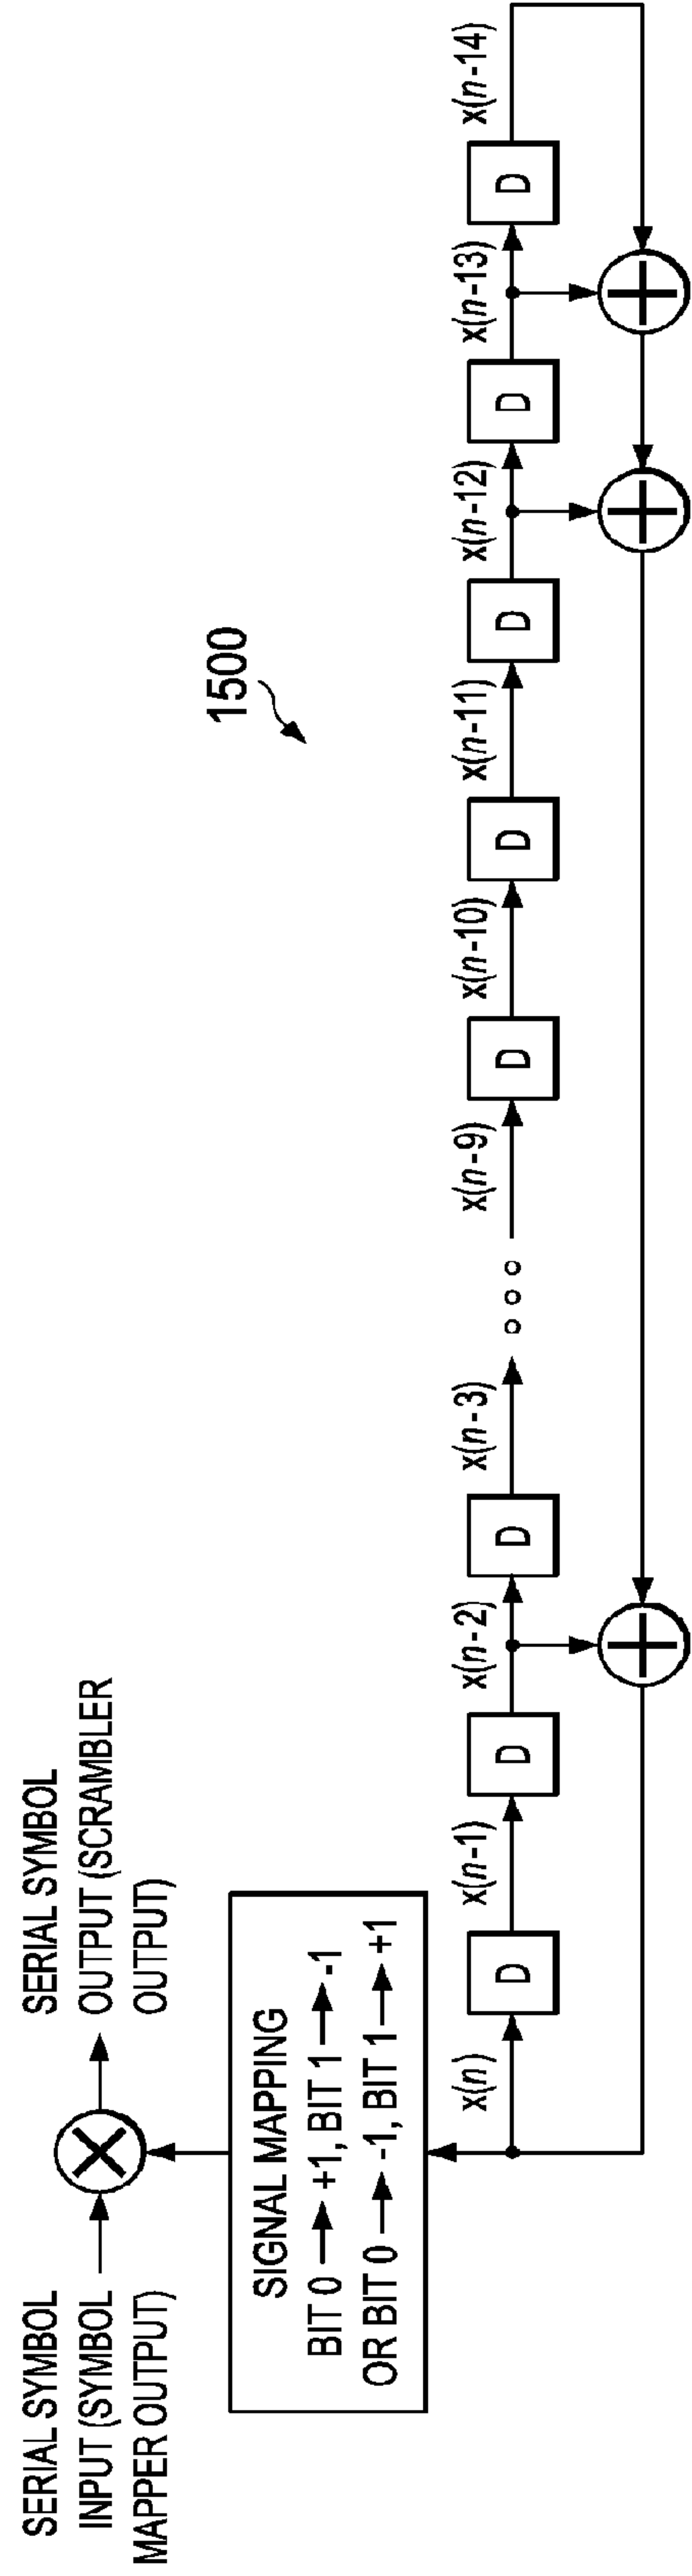 SERIAL SYMBOL
INPUT (SYMBOL
MAPPER OUTPUT)
SERIAL SYMBOL
OUTPUT (SCRAMBLER
OUTPUT)
SIGNAL MAPPING
BIT 0 → +1, BIT 1 → -1
OR BIT 0 → -1, BIT 1 → +1
1500
x(n)
D
x(n-1)
D
x(n-2)
D
x(n-3)
x(n-9)
D
x(n-10)
D
x(n-11)
D
x(n-12)
D
x(n-13)
D
x(n-14)